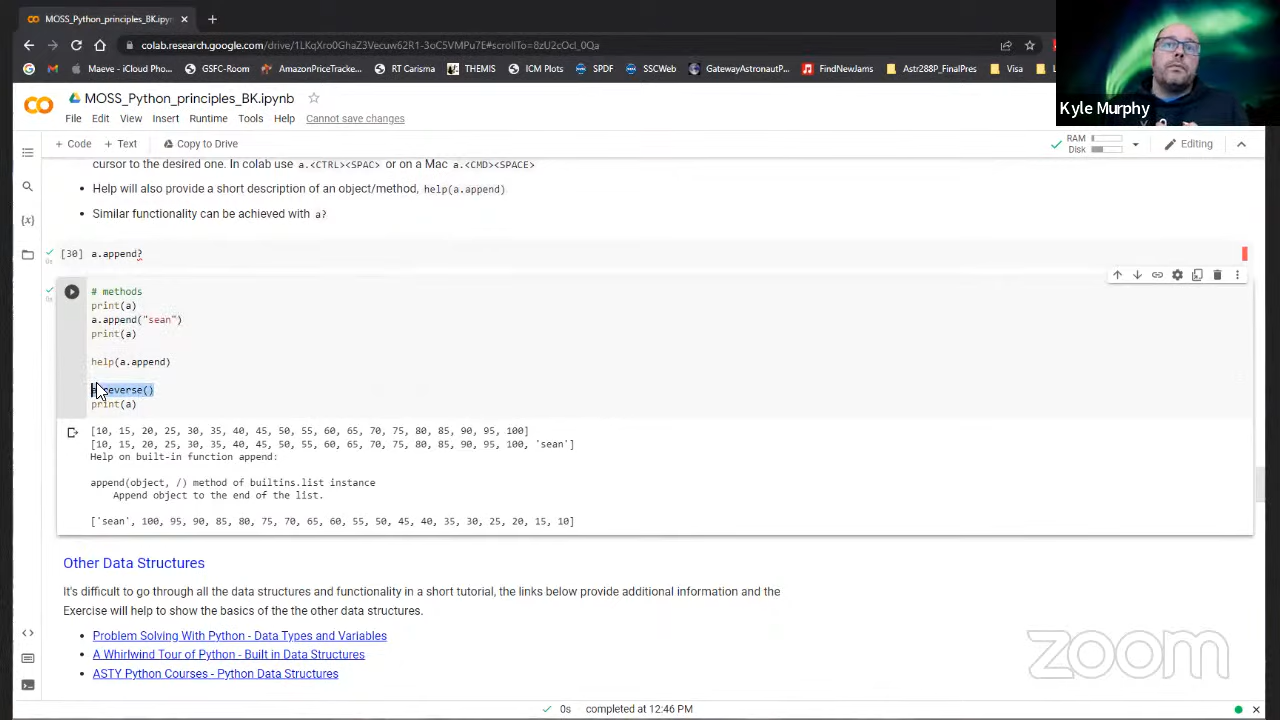 MOSS_Python_principles_BK.ipyn
colab.research.google.com/drive/1LKqXro0GhaZ3Vecuw62R1-3oC5VMPu7E#scrollTo=8zU2cOcl_0Qa
Maeve - iCloud Pho... GSFC-Room AmazonPriceTracke... RT Carisma THEMIS ICM Plots SPDF SSCWeb GatewayAstronautP... FindNewJams Astr288P_FinalPres Visa
Kyle Murphy
MOSS_Python_principles_BK.ipynb
File Edit View Insert Runtime Tools Help Cannot save changes
+ Code + Text Copy to Drive
RAM
Disk
Editing
cursor to the desired one. In colab use a.<CTRL><SPAC> or on a Mac a.<CMD><SPACE>
• Help will also provide a short description of an object/method, help(a.append)
• Similar functionality can be achieved with a?
[30] a.append?
0s
0s
# methods
print(a)
a.append("sean")
print(a)
help(a.append)
a.reverse()
print(a)
[10, 15, 20, 25, 30, 35, 40, 45, 50, 55, 60, 65, 70, 75, 80, 85, 90, 95, 100]
[10, 15, 20, 25, 30, 35, 40, 45, 50, 55, 60, 65, 70, 75, 80, 85, 90, 95, 100, 'sean']
Help on built-in function append:
append(object, /) method of builtins.list instance
Append object to the end of the list.
['sean', 100, 95, 90, 85, 80, 75, 70, 65, 60, 55, 50, 45, 40, 35, 30, 25, 20, 15, 10]
Other Data Structures
It's difficult to go through all the data structures and functionality in a short tutorial, the links below provide additional information and the
Exercise will help to show the basics of the the other data structures.
• Problem Solving With Python - Data Types and Variables
• A Whirlwind Tour of Python - Built in Data Structures
• ASTY Python Courses - Python Data Structures
zoom
0s completed at 12:46 PM